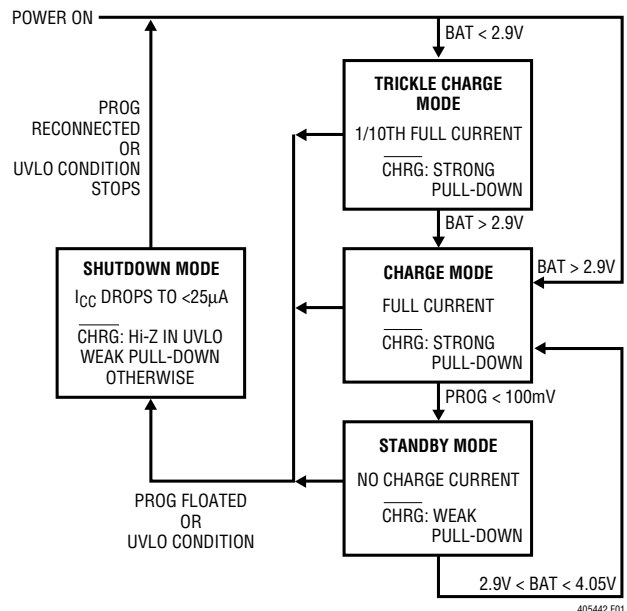 POWER ON
BAT < 2.9V
TRICKLE CHARGE
MODE
1/10TH FULL CURRENT
CHRG: STRONG
PULL-DOWN
PROG
RECONNECTED
OR
UVLO CONDITION
STOPS
BAT > 2.9V
BAT > 2.9V
SHUTDOWN MODE
ICC DROPS TO <25µA
CHRG: Hi-Z IN UVLO
WEAK PULL-DOWN
OTHERWISE
CHARGE MODE
FULL CURRENT
CHRG: STRONG
PULL-DOWN
PROG < 100mV
STANDBY MODE
NO CHARGE CURRENT
CHRG: WEAK
PULL-DOWN
PROG FLOATED
OR
UVLO CONDITION
2.9V < BAT < 4.05V
405442 F01